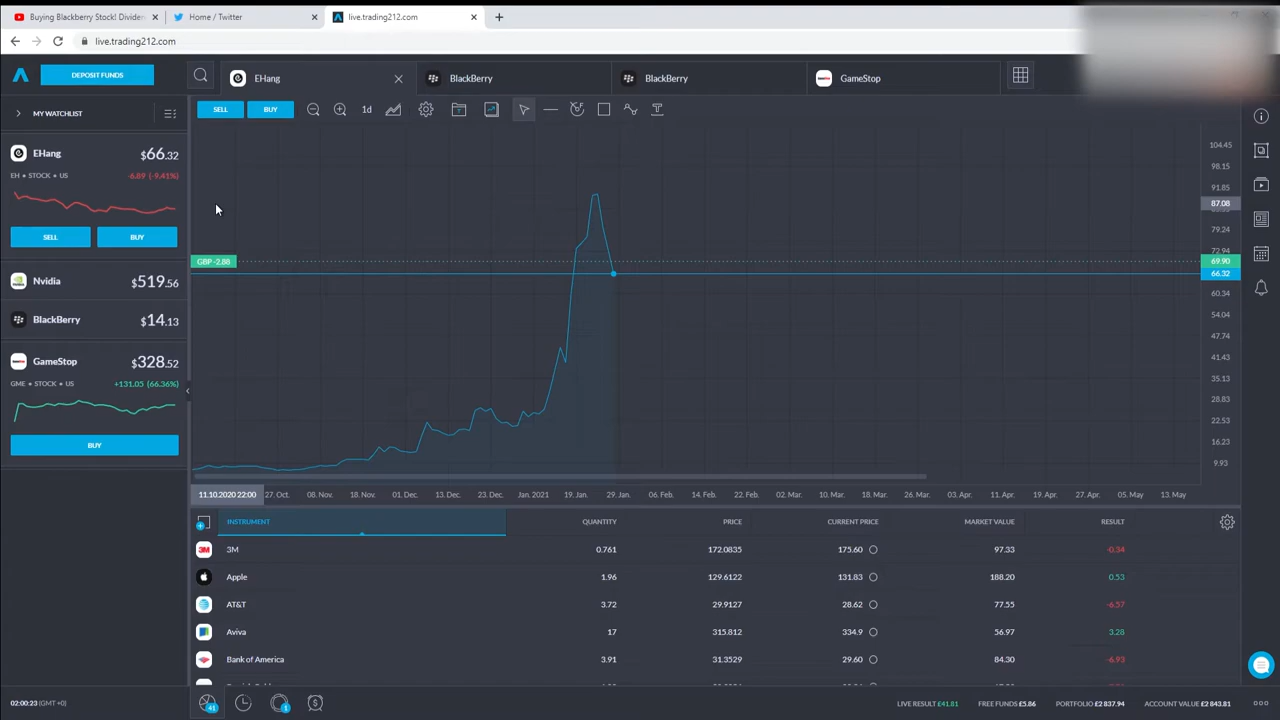 Buying Blackberry Stock! Dividen
Home / Twitter
live.trading212.com
live.trading212.com
DEPOSIT FUNDS
EHang
BlackBerry
BlackBerry
GameStop
MY WATCHLIST
SELL
BUY
1d
EHang
$66.32
EH • STOCK • US
-6.89 (-9.41%)
SELL
BUY
Nvidia
$519.56
BlackBerry
$14.13
GameStop
$328.52
GME • STOCK • US
+131.05 (66.36%)
BUY
GBP -2.88
104.45
98.15
91.85
87.08
79.24
72.94
69.90
66.32
60.34
54.04
47.74
41.43
35.13
28.83
22.53
16.23
9.93
11.10.2020 22:00
27. Oct.
08. Nov.
18. Nov.
01. Dec.
13. Dec.
23. Dec.
Jan. 2021
19. Jan.
29. Jan.
06. Feb.
14. Feb.
22. Feb.
02. Mar.
10. Mar.
18. Mar.
26. Mar.
03. Apr.
11. Apr.
19. Apr.
27. Apr.
05. May
13. May
INSTRUMENT QUANTITY PRICE CURRENT PRICE MARKET VALUE RESULT
3M 0.761 172.0835 175.60 97.33 -0.34
Apple 1.96 129.6122 131.83 188.20 0.53
AT&T 3.72 29.9127 28.62 77.55 -6.57
Aviva 17 315.812 334.9 56.97 3.28
Bank of America 3.91 31.3529 29.60 84.30 -6.93
02:00:23 (GMT +0)
41
1
LIVE RESULT £41.81
FREE FUNDS £5.86
PORTFOLIO £2 837.94
ACCOUNT VALUE £2 843.81